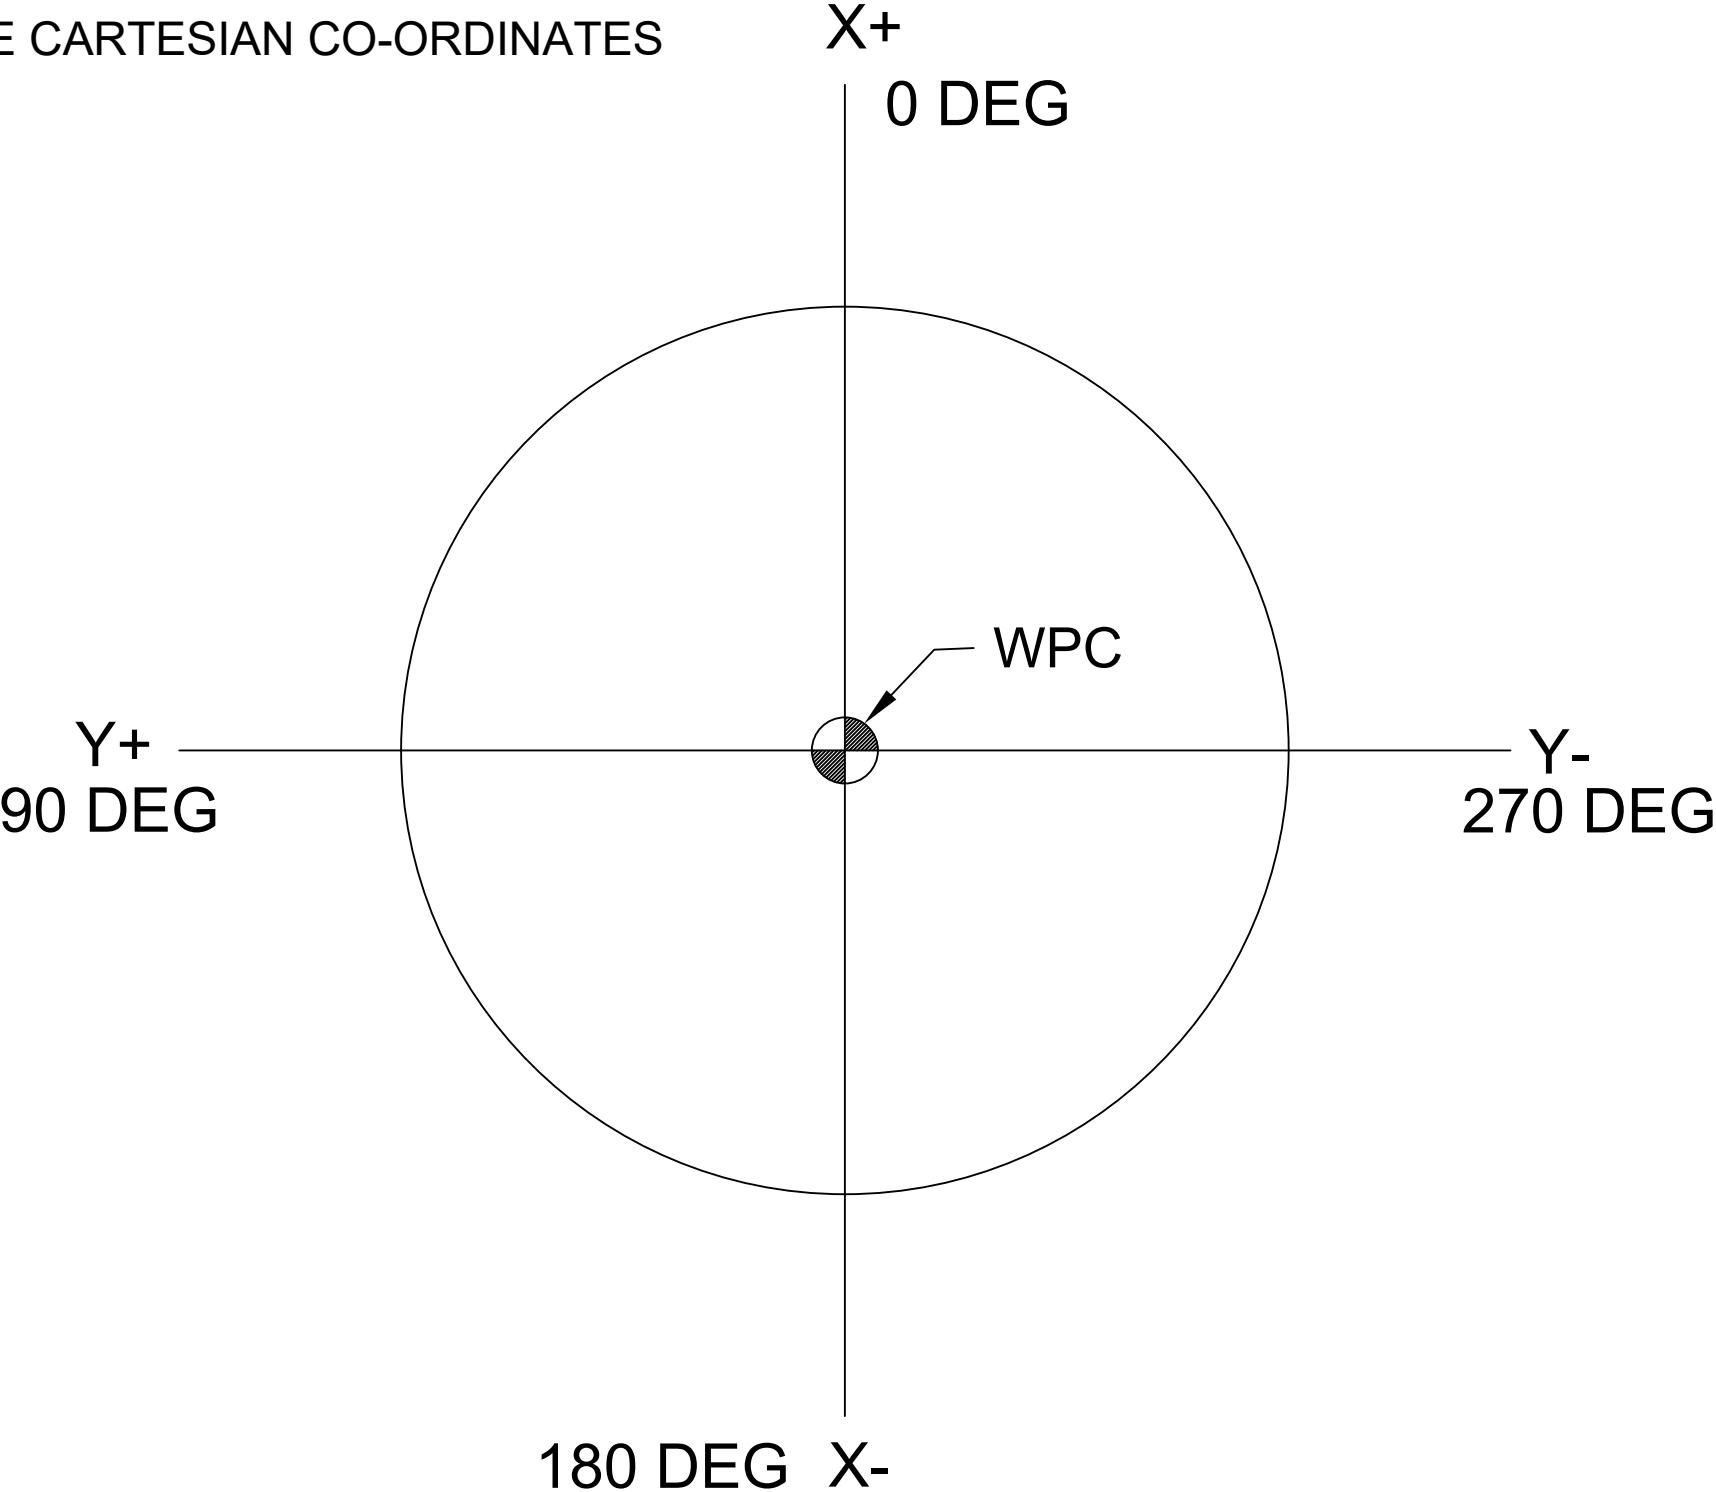 E CARTESIAN CO-ORDINATES
X+
0 DEG
WPC
Y+
90 DEG
Y-
270 DEG
180 DEG X-